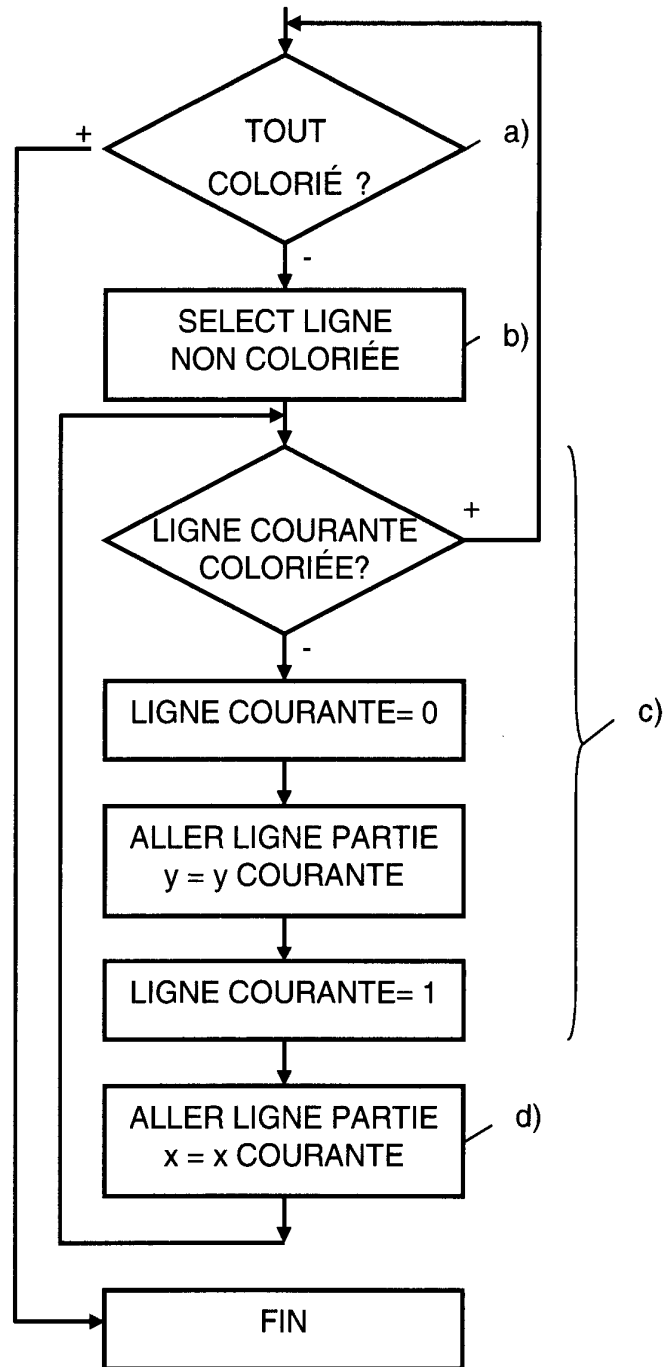 +
TOUT
COLORIÉ ?
a)
-
SELECT LIGNE
NON COLORIÉE
b)
LIGNE COURANTE
COLORIÉE?
+
-
LIGNE COURANTE= 0
c)
ALLER LIGNE PARTIE
y = y COURANTE
LIGNE COURANTE= 1
ALLER LIGNE PARTIE
x = x COURANTE
d)
FIN